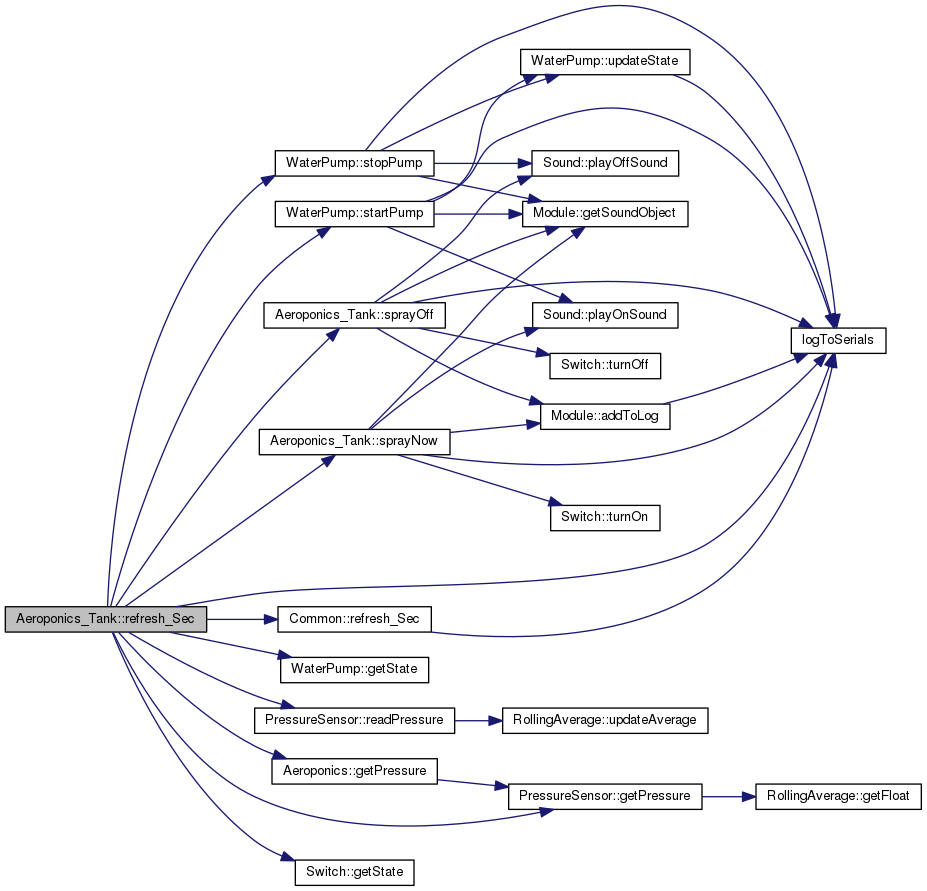 WaterPump::updateState
WaterPump::stopPump
Sound::playOffSound
WaterPump::startPump
Module::getSoundObject
Aeroponics_Tank::sprayOff
Sound::playOnSound
logToSerials
Switch::turnOff
Module::addToLog
Aeroponics_Tank::sprayNow
Switch::turnOn
Aeroponics_Tank::refresh_Sec
Common::refresh_Sec
WaterPump::getState
PressureSensor::readPressure
RollingAverage::updateAverage
Aeroponics::getPressure
PressureSensor::getPressure
RollingAverage::getFloat
Switch::getState